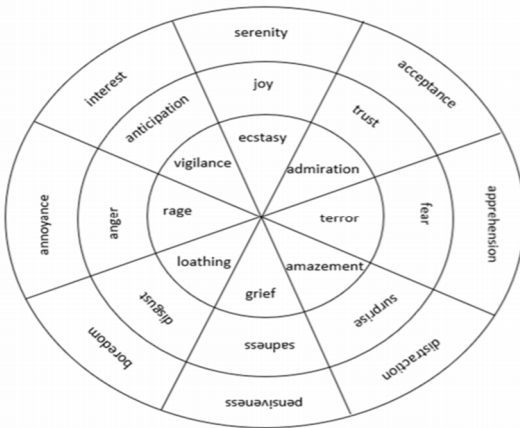 serenity
joy
ecstasy
acceptance
trust
admiration
apprehension
fear
terror
distraction
surprise
amazement
pensiveness
sadness
grief
boredom
disgust
loathing
annoyance
anger
rage
interest
anticipation
vigilance